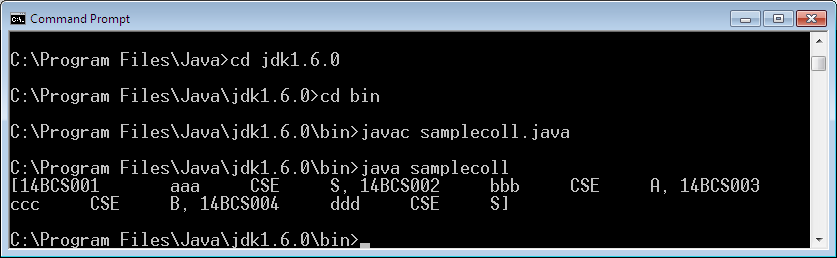 Command Prompt
C:\Program Files\Java>cd jdk1.6.0
C:\Program Files\Java\jdk1.6.0>cd bin
C:\Program Files\Java\jdk1.6.0\bin>javac samplecoll.java
C:\Program Files\Java\jdk1.6.0\bin>java samplecoll
[14BCS001 aaa CSE S, 14BCS002 bbb CSE A, 14BCS003
ccc CSE B, 14BCS004 ddd CSE S]
C:\Program Files\Java\jdk1.6.0\bin>